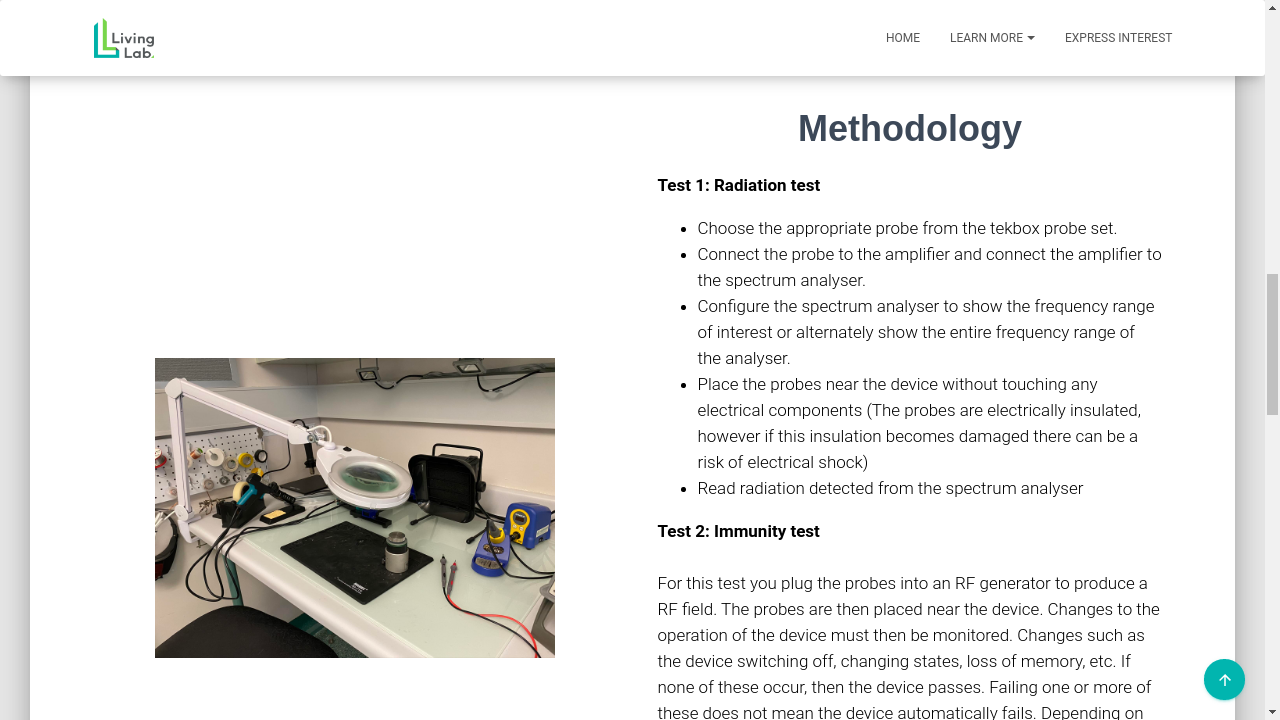 Living
Lab.
HOME
LEARN MORE
EXPRESS INTEREST
Methodology
Test 1: Radiation test
Choose the appropriate probe from the tekbox probe set.
Connect the probe to the amplifier and connect the amplifier to
the spectrum analyser.
Configure the spectrum analyser to show the frequency range
of interest or alternately show the entire frequency range of
the analyser.
Place the probes near the device without touching any
electrical components (The probes are electrically insulated,
however if this insulation becomes damaged there can be a
risk of electrical shock)
Read radiation detected from the spectrum analyser
Test 2: Immunity test
For this test you plug the probes into an RF generator to produce a
RF field. The probes are then placed near the device. Changes to the
operation of the device must then be monitored. Changes such as
the device switching off, changing states, loss of memory, etc. If
none of these occur, then the device passes. Failing one or more of
these does not mean the device automatically fails. Depending on